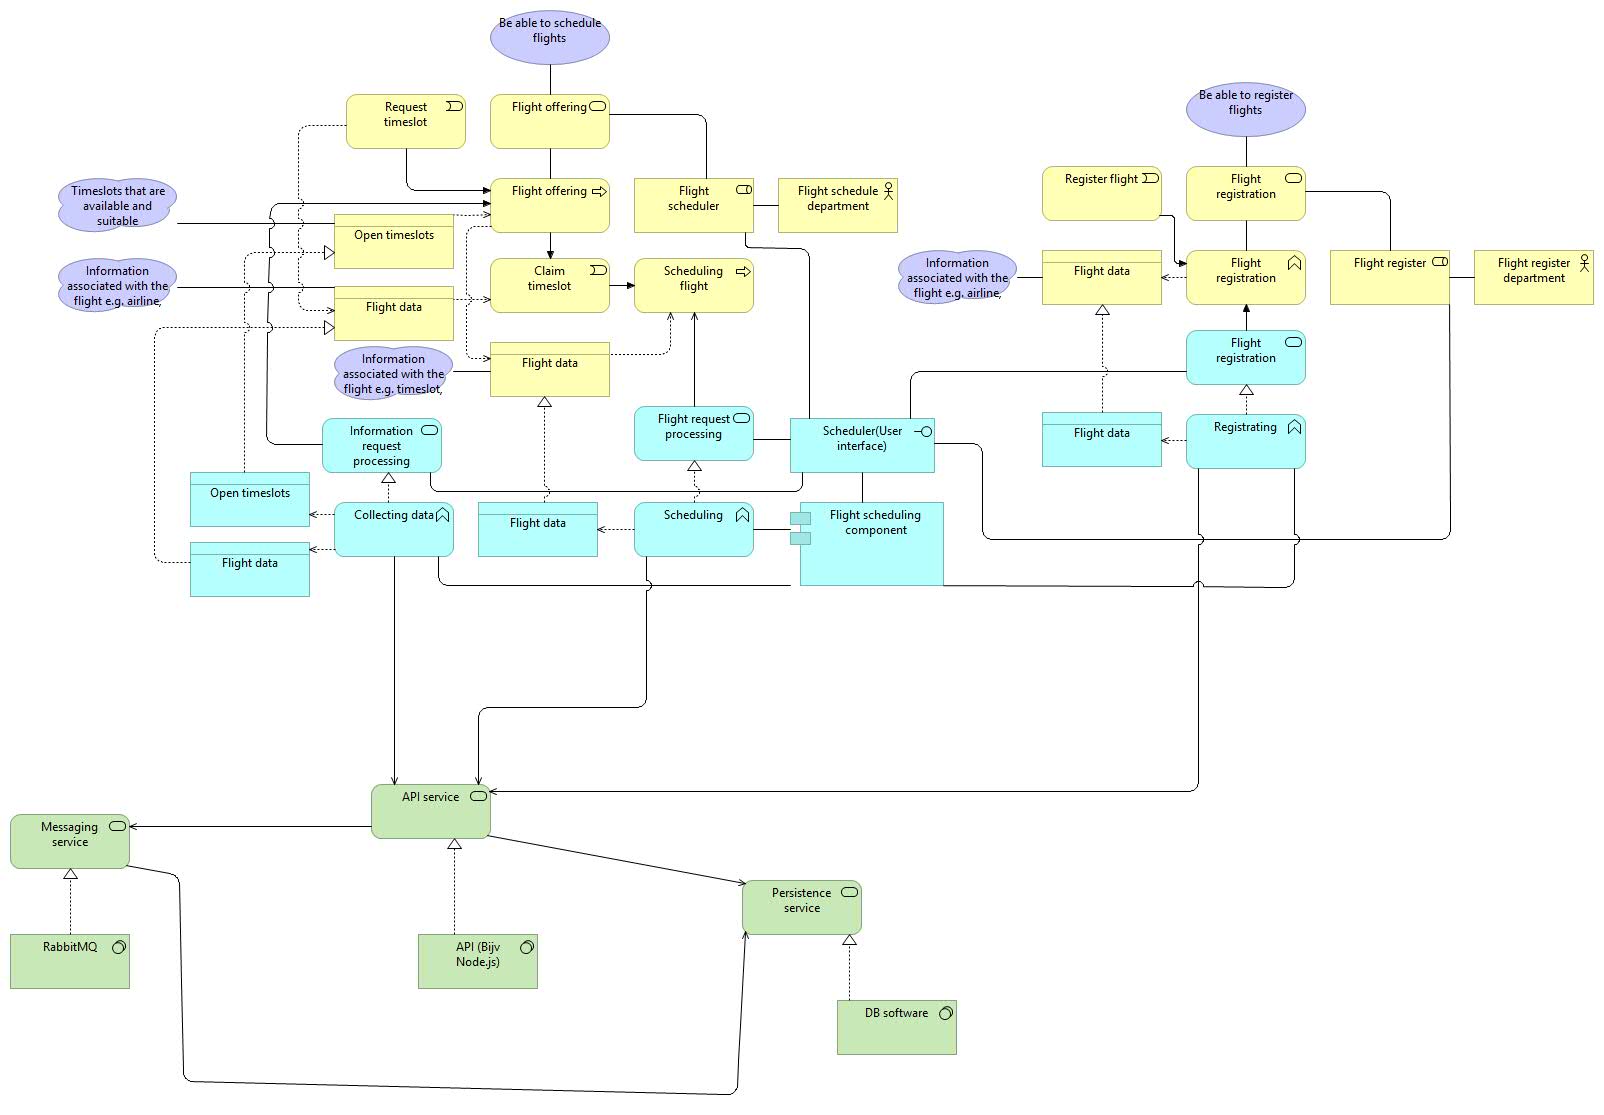 Be able to schedule
flights
Request
timeslot
Flight offering
Be able to register
flights
Timeslots that are
available and
suitable
Flight offering
Flight
scheduler
Flight schedule
department
Register flight
Flight
registration
Open timeslots
Information
associated with the
flight e.g. airline,
Flight data
Claim
timeslot
Scheduling
flight
Information
associated with the
flight e.g. airline,
Flight data
Flight
registration
Flight register
Flight register
department
Information
associated with the
flight e.g. timeslot,
Flight data
Flight
registration
Information
request
processing
Flight request
processing
Scheduler(User
interface)
Flight data
Registrating
Open timeslots
Collecting data
Flight data
Scheduling
Flight scheduling
component
Flight data
API service
Messaging
service
Persistence
service
RabbitMQ
API (Bijv
Node.js)
DB software